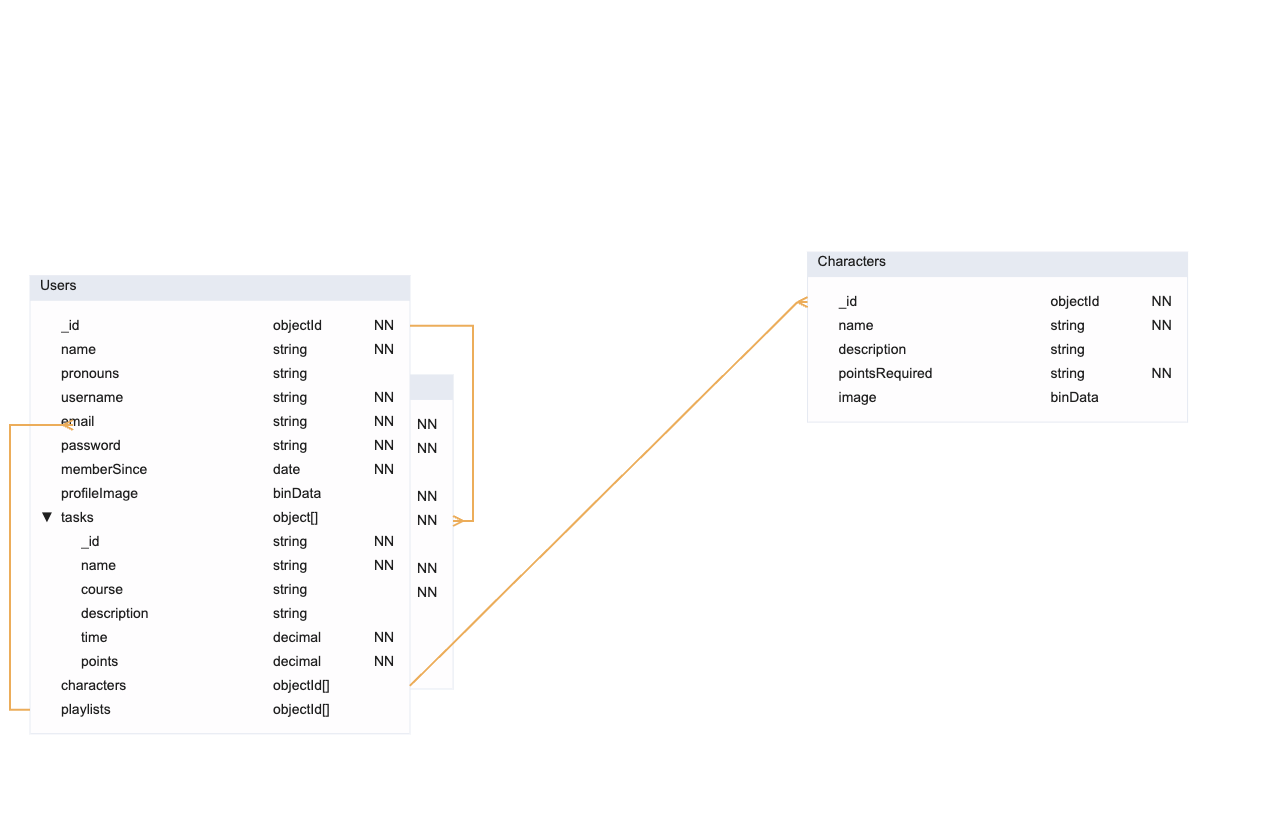 Users
_id objectId NN
name string NN
pronouns string
username string NN
email string NN
password string NN
memberSince date NN
profileImage binData
▼ tasks object[]
_id string NN
name string NN
course string
description string
time decimal NN
points decimal NN
characters objectId[]
playlists objectId[]
NN
NN
NN
NN
NN
NN
Characters
_id objectId NN
name string NN
description string
pointsRequired string NN
image binData